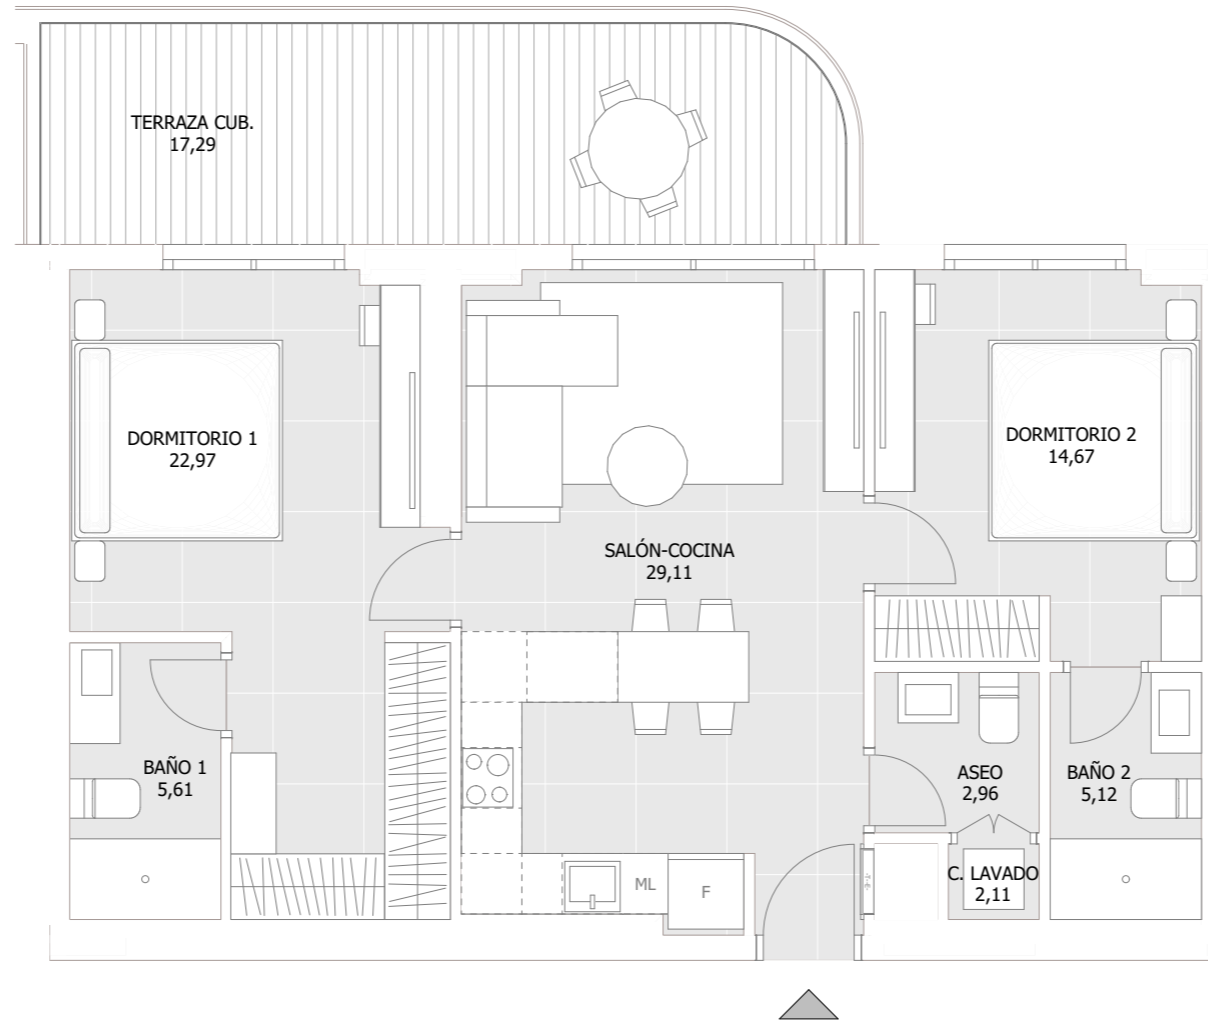 TERRAZA CUB.
17,29
DORMITORIO 1
22,97
DORMITORIO 2
14,67
SALÓN-COCINA
29,11
BAÑO 1
5,61
ASEO
2,96
BAÑO 2
5,12
C. LAVADO
2,11
ML
F